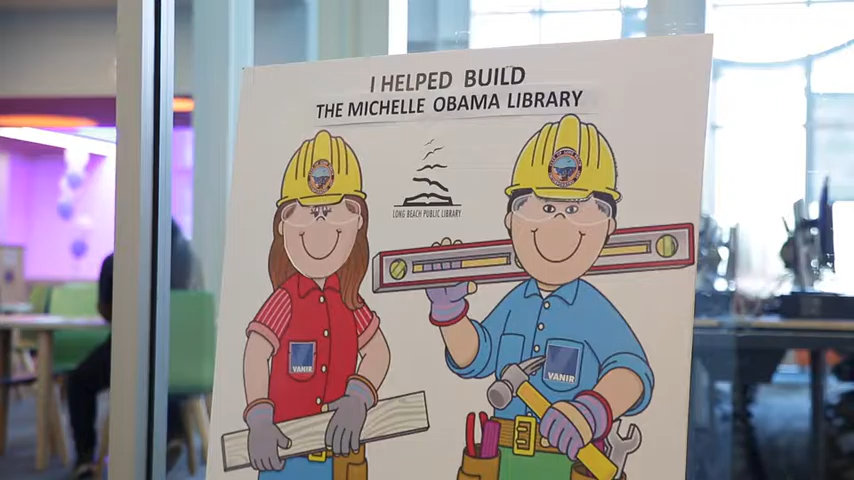 I HELPED BUILD
THE MICHELLE OBAMA LIBRARY
LONG BEACH PUBLIC LIBRARY
VANIR
VANIR